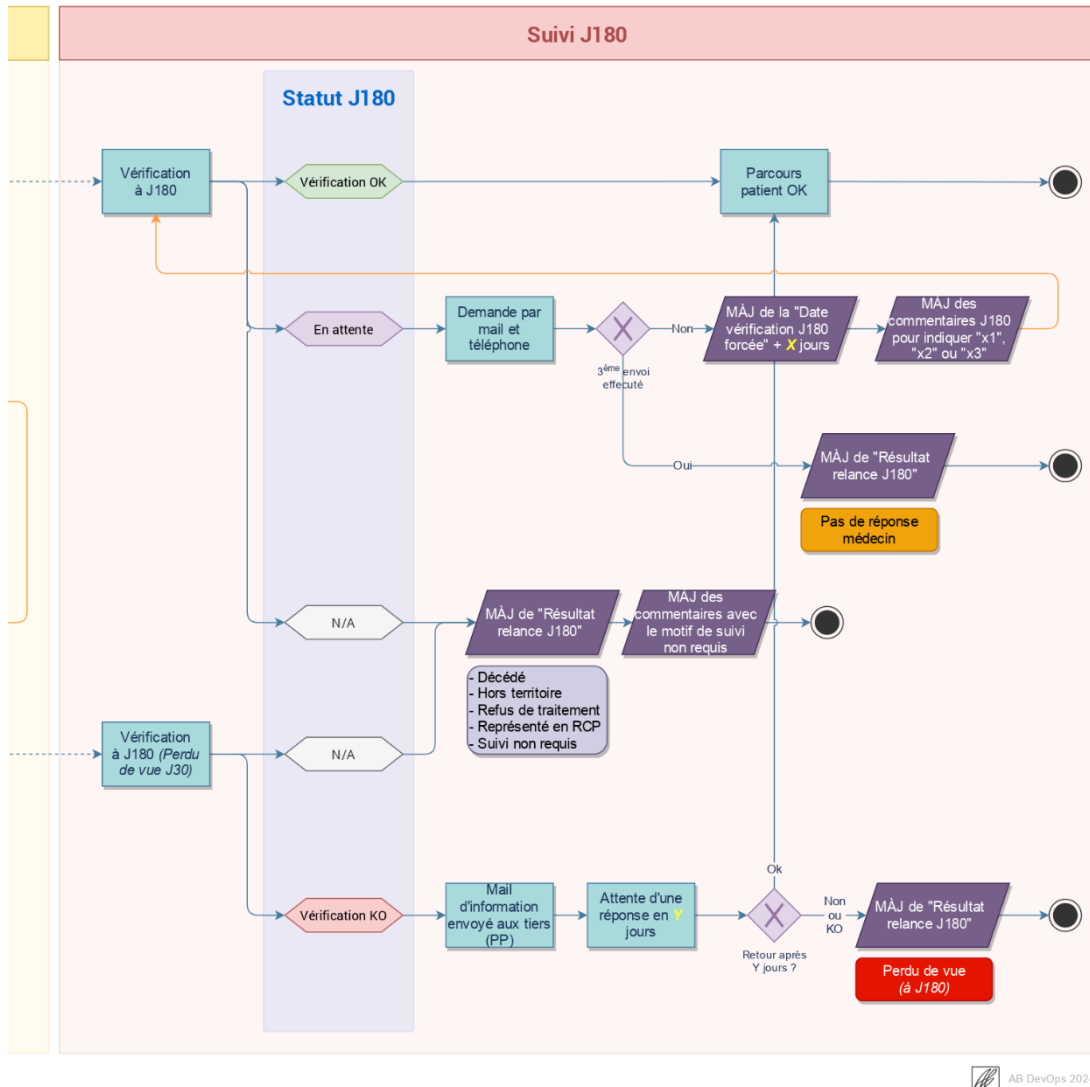 Suivi J180
Statut J180
Vérification
à J180
Vérification OK
Parcours
patient OK
En attente
Demande par
mail et
téléphone
3ème envoi
effecuté
Non
MÀJ de la "Date
vérification J180
forcée" + X jours
MÀJ des
commentaires J180
pour indiquer "x1",
"x2" ou "x3"
Oui
MÀJ de "Résultat
relance J180"
Pas de réponse
médecin
N/A
MÀJ de "Résultat
relance J180"
MÀJ des
commentaires avec
le motif de suivi
non requis
- Décédé
- Hors territoire
- Refus de traitement
- Représenté en RCP
- Suivi non requis
Vérification
à J180 (Perdu
de vue J30)
N/A
Vérification KO
Mail
d'information
envoyé aux tiers
(PP)
Attente d'une
réponse en Y
jours
Ok
Retour après
Y jours ?
Non
ou
KO
MÀJ de "Résultat
relance J180"
Perdu de vue
(à J180)
AB DevOps 202